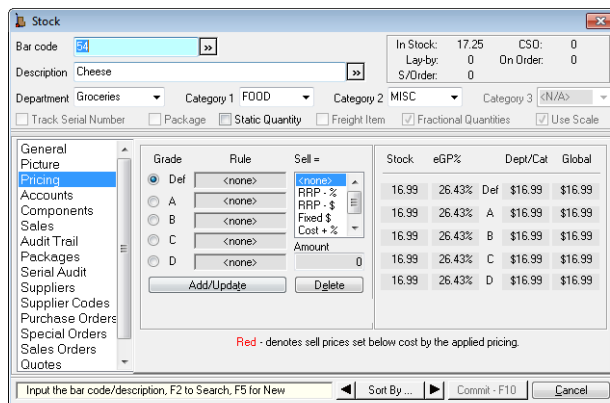 Stock
Bar code 54 »
Description Cheese »
In Stock: 17.25 CSO: 0
Lay-by: 0 On Order: 0
S/Order: 0
Department Groceries Category 1 FOOD Category 2 MISC Category 3 <N/A>
Track Serial Number Package Static Quantity Freight Item Fractional Quantities Use Scale
General
Picture
Pricing
Accounts
Components
Sales
Audit Trail
Packages
Serial Audit
Suppliers
Supplier Codes
Purchase Orders
Special Orders
Sales Orders
Quotes
Grade Rule Sell =
Def <none>
A <none>
B <none>
C <none>
D <none>
<none>
RRP - %
RRP - $
Fixed $
Cost + %
Amount
0
Add/Update Delete
Stock eGP% Dept/Cat Global
16.99 26.43% Def $16.99 $16.99
16.99 26.43% A $16.99 $16.99
16.99 26.43% B $16.99 $16.99
16.99 26.43% C $16.99 $16.99
16.99 26.43% D $16.99 $16.99
Red - denotes sell prices set below cost by the applied pricing.
Input the bar code/description, F2 to Search, F5 for New Sort By ... Commit - F10 Cancel